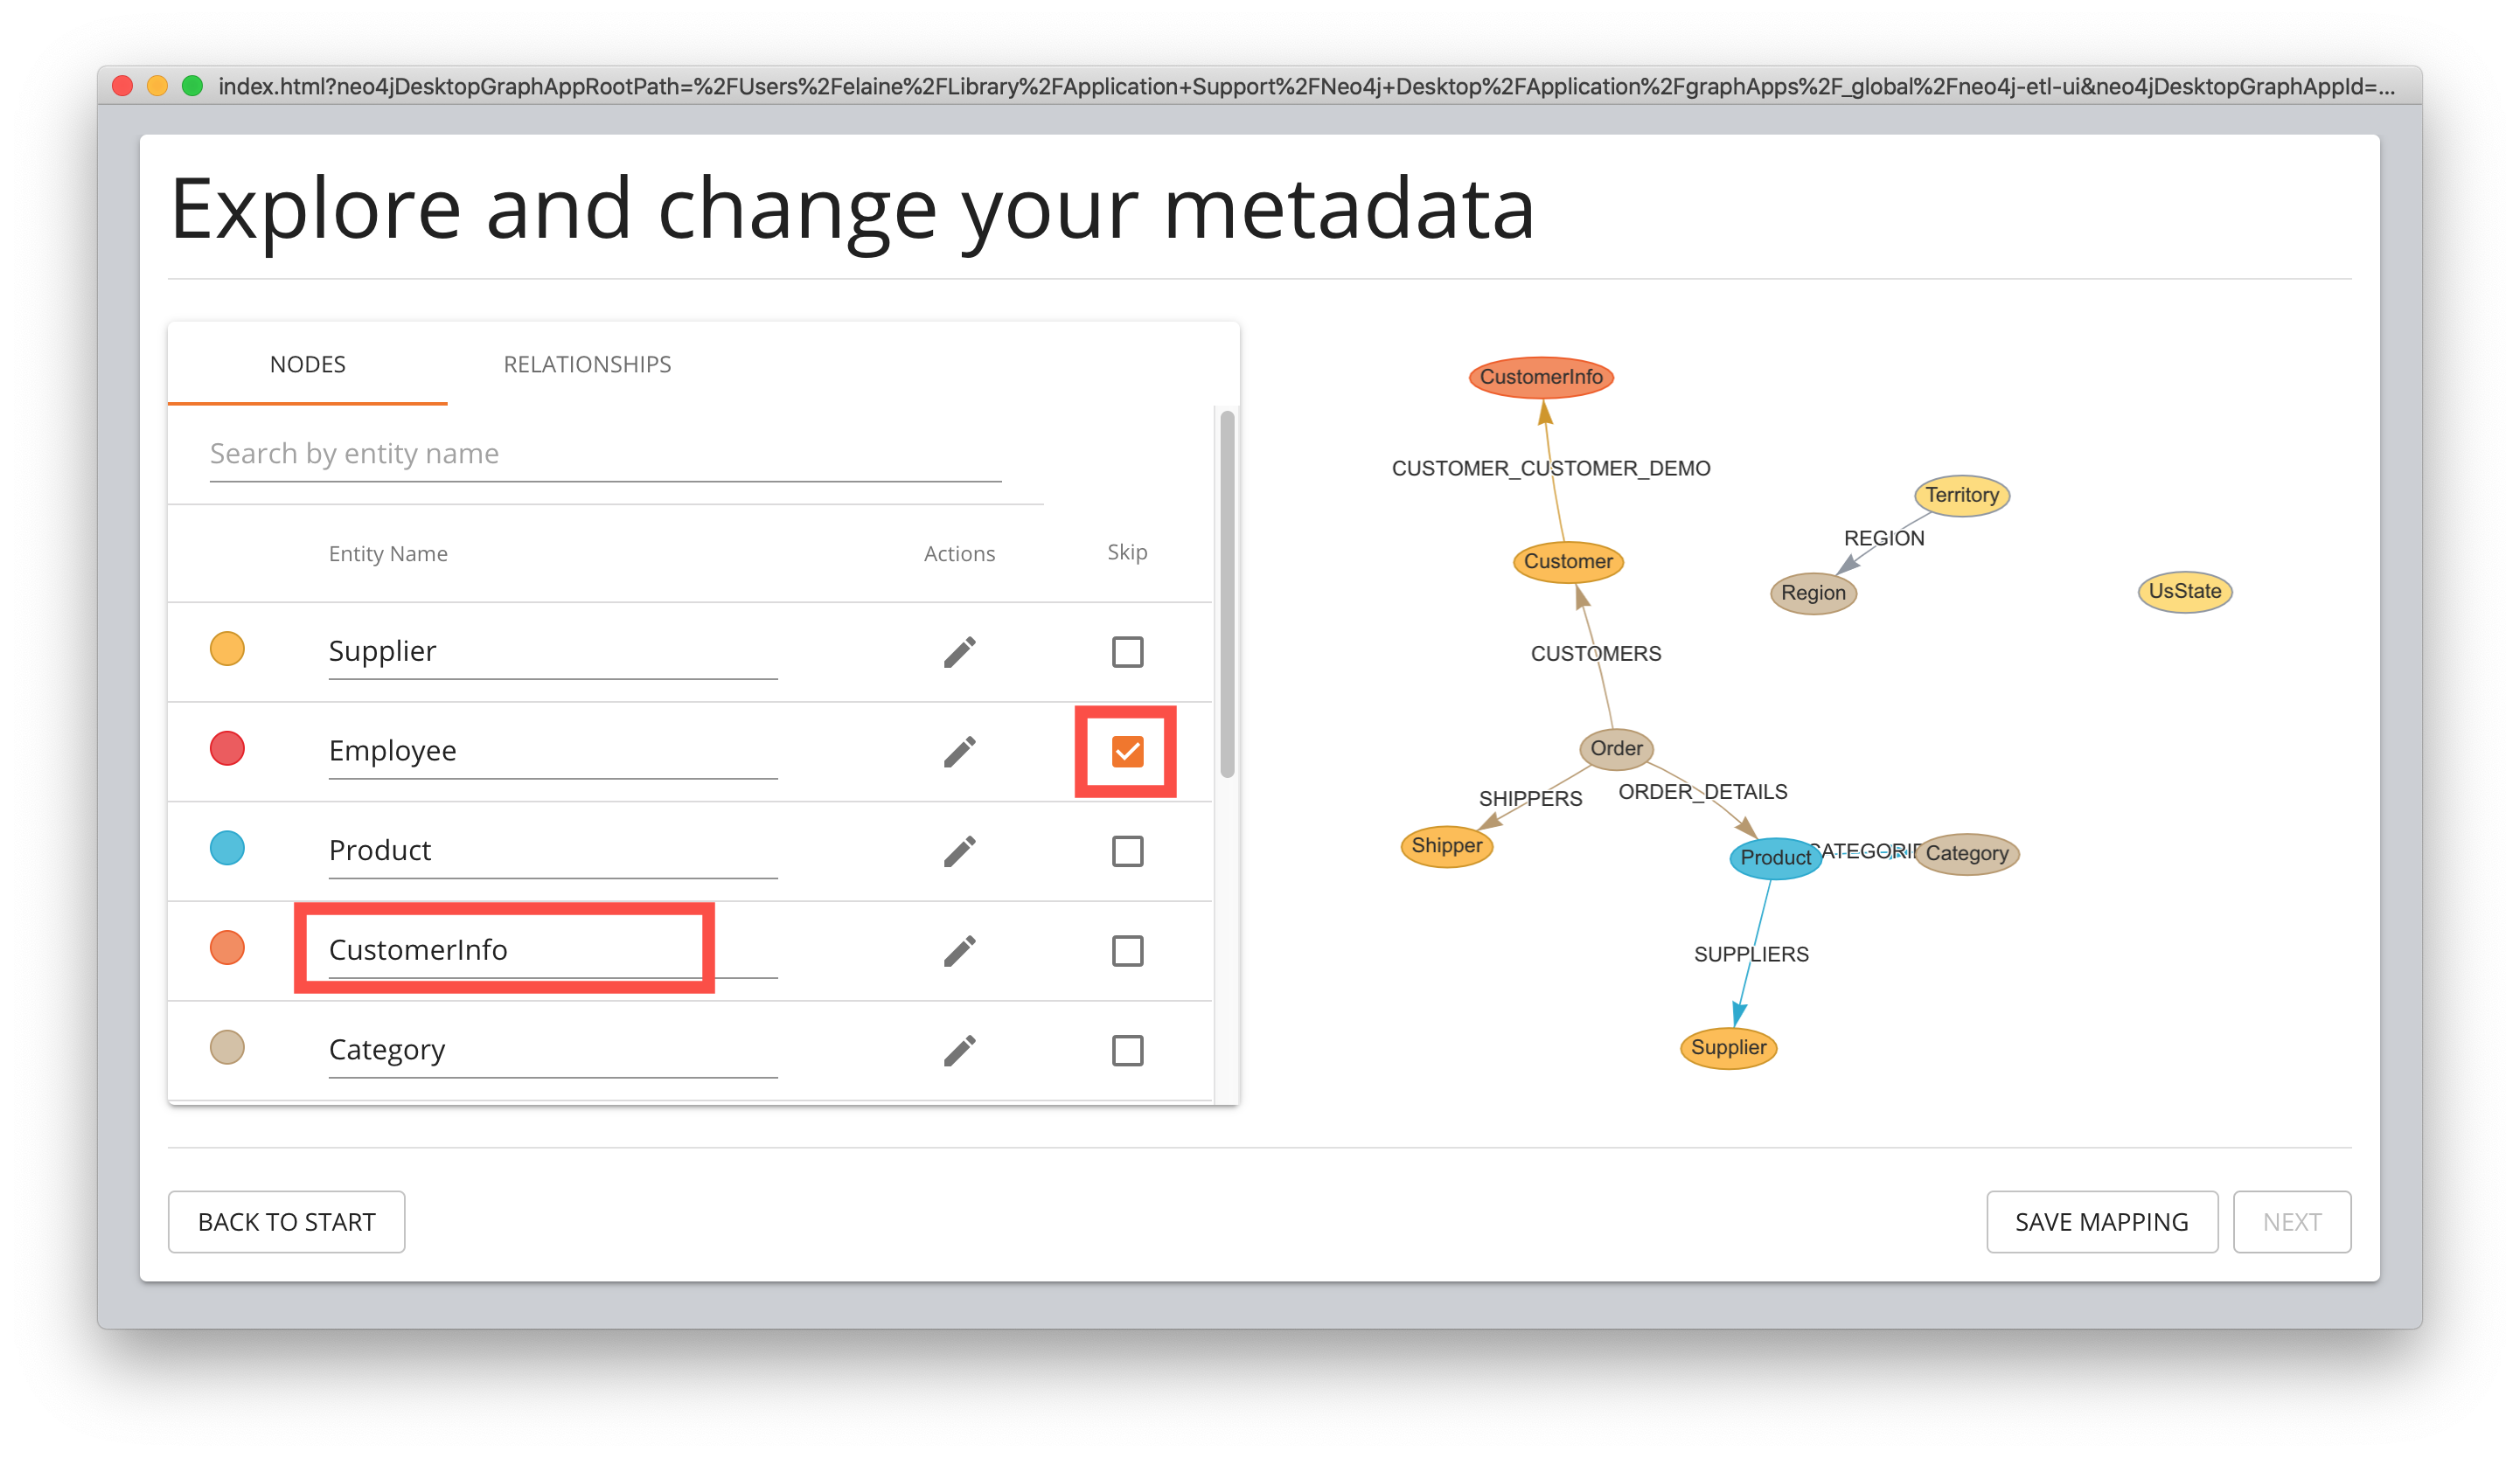 index.html?neo4jDesktopGraphAppRootPath=%2FUsers%2Felaine%2FLibrary%2FApplication+Support%2FNeo4j+Desktop%2FApplication%2FgraphApps%2F_global%2Fneo4j-etl-ui&neo4jDesktopGraphAppId=...
Explore and change your metadata
NODES RELATIONSHIPS
Search by entity name
Entity Name Actions Skip
Supplier
Employee
Product
CustomerInfo
Category
CustomerInfo
CUSTOMER_CUSTOMER_DEMO
Territory
REGION
Customer
Region
UsState
CUSTOMERS
Order
SHIPPERS
ORDER_DETAILS
Shipper
Product
Category
SUPPLIERS
Supplier
BACK TO START
SAVE MAPPING
NEXT